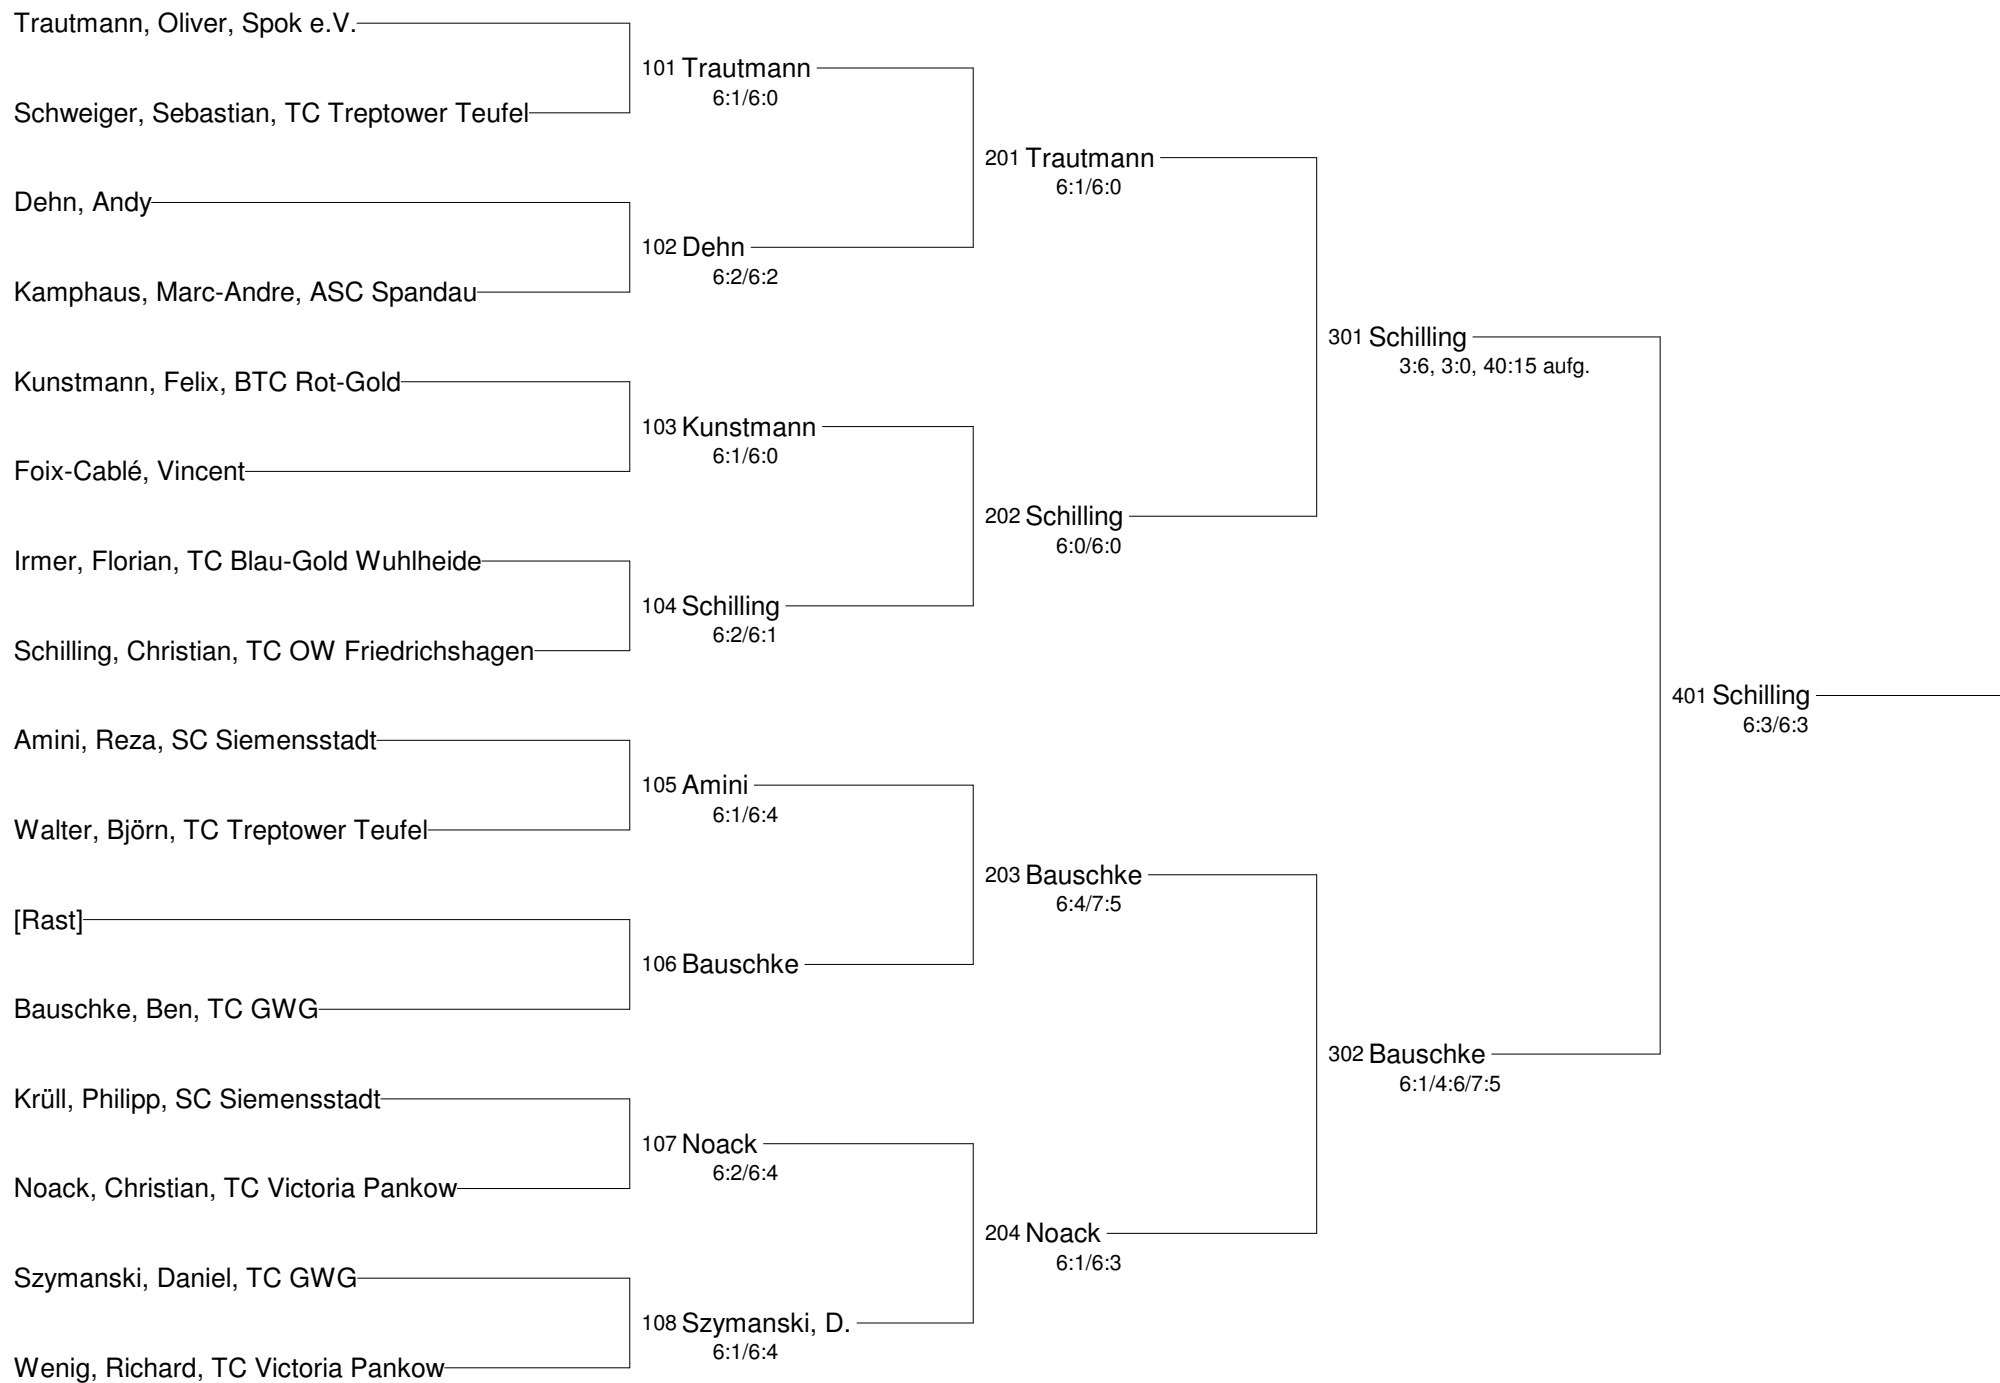 Trautmann, Oliver, Spok e.V.
101 Trautmann
6:1/6:0
Schweiger, Sebastian, TC Treptower Teufel
201 Trautmann
6:1/6:0
Dehn, Andy
102 Dehn
6:2/6:2
Kamphaus, Marc-Andre, ASC Spandau
301 Schilling
3:6, 3:0, 40:15 aufg.
Kunstmann, Felix, BTC Rot-Gold
103 Kunstmann
6:1/6:0
Foix-Cablé, Vincent
202 Schilling
6:0/6:0
Irmer, Florian, TC Blau-Gold Wuhlheide
104 Schilling
6:2/6:1
Schilling, Christian, TC OW Friedrichshagen
401 Schilling
6:3/6:3
Amini, Reza, SC Siemensstadt
105 Amini
6:1/6:4
Walter, Björn, TC Treptower Teufel
203 Bauschke
6:4/7:5
[Rast]
106 Bauschke
Bauschke, Ben, TC GWG
302 Bauschke
6:1/4:6/7:5
Krüll, Philipp, SC Siemensstadt
107 Noack
6:2/6:4
Noack, Christian, TC Victoria Pankow
204 Noack
6:1/6:3
Szymanski, Daniel, TC GWG
108 Szymanski, D.
6:1/6:4
Wenig, Richard, TC Victoria Pankow